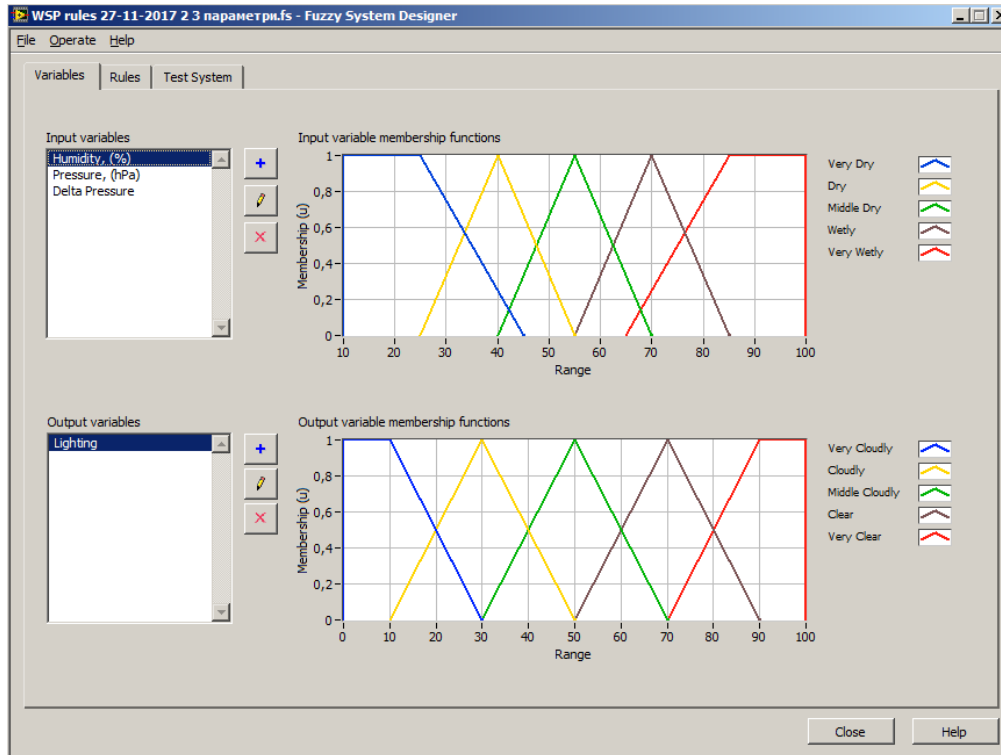 WSP rules 27-11-2017 2 3 параметри.fs - Fuzzy System Designer
File Operate Help
Variables Rules Test System
Input variables
Humidity, (%)
Pressure, (hPa)
Delta Pressure
Input variable membership functions
Membership (u)
1
0,8
0,6
0,4
0,2
0
10 20 30 40 50 60 70 80 90 100
Range
Very Dry
Dry
Middle Dry
Wetly
Very Wetly
Output variables
Lighting
Output variable membership functions
Membership (u)
1
0,8
0,6
0,4
0,2
0
0 10 20 30 40 50 60 70 80 90 100
Range
Very Cloudly
Cloudly
Middle Cloudly
Clear
Very Clear
Close Help